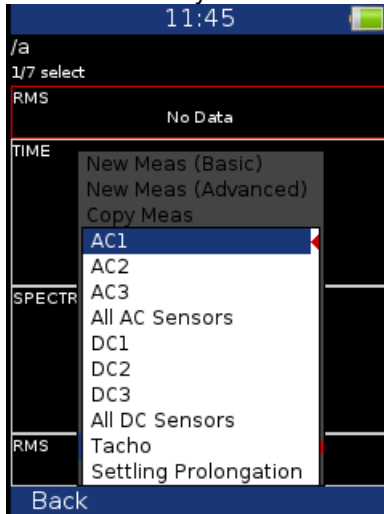 11:45
/a
1/7 select
RMS
No Data
TIME
New Meas (Basic)
New Meas (Advanced)
Copy Meas
AC1
AC2
AC3
SPECTR
All AC Sensors
DC1
DC2
DC3
All DC Sensors
RMS
Tacho
Settling Prolongation
Back